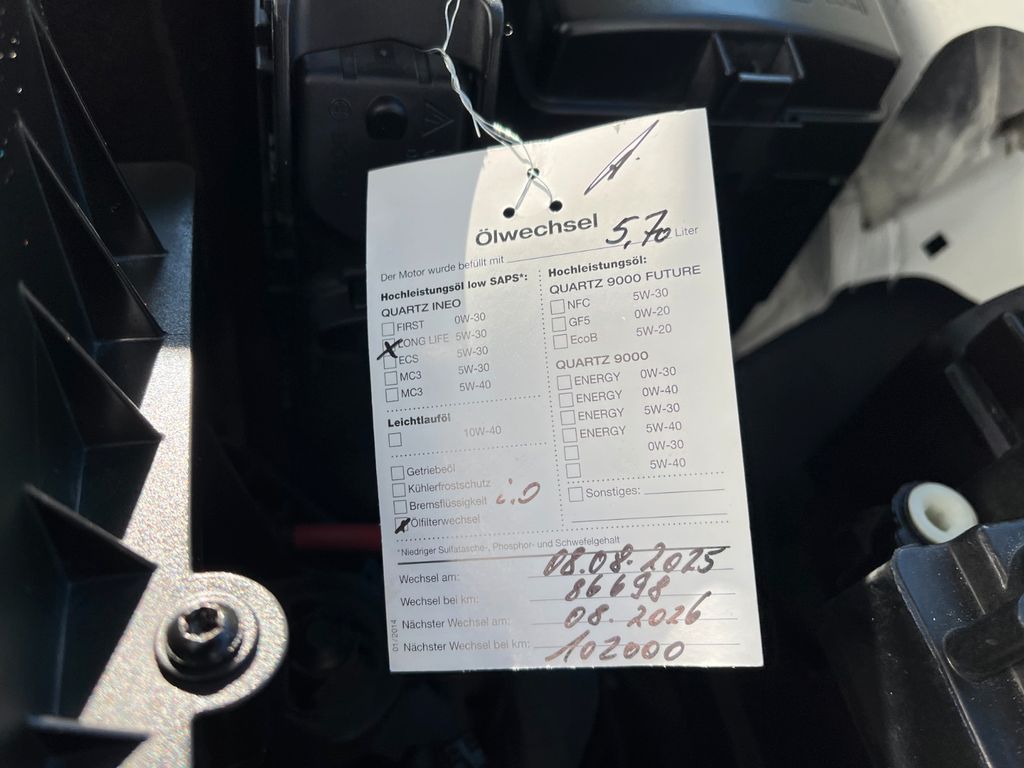 Ölwechsel
Der Motor wurde befüllt mit 5,70 Liter
Hochleistungsöl low SAPS*:
QUARTZ INEO
FIRST 0W-30
LONG LIFE 5W-30
ECS 5W-30
MC3 5W-30
MC3 5W-40
Leichtlauföl
10W-40
Getriebeöl
Kühlerfrostschutz
Bremsflüssigkeit i.O
Ölfilterwechsel
Hochleistungsöl:
QUARTZ 9000 FUTURE
NFC 5W-30
GF5 0W-20
EcoB 5W-20
QUARTZ 9000
ENERGY 0W-30
ENERGY 0W-40
ENERGY 5W-30
ENERGY 5W-40
0W-30
5W-40
Sonstiges:
*Niedriger Sulfatasche-, Phosphor- und Schwefelgehalt
Wechsel am: 08.08.2025
Wechsel bei km: 86698
Nächster Wechsel am: 08.2026
Nächster Wechsel bei km: 102000
01/2014